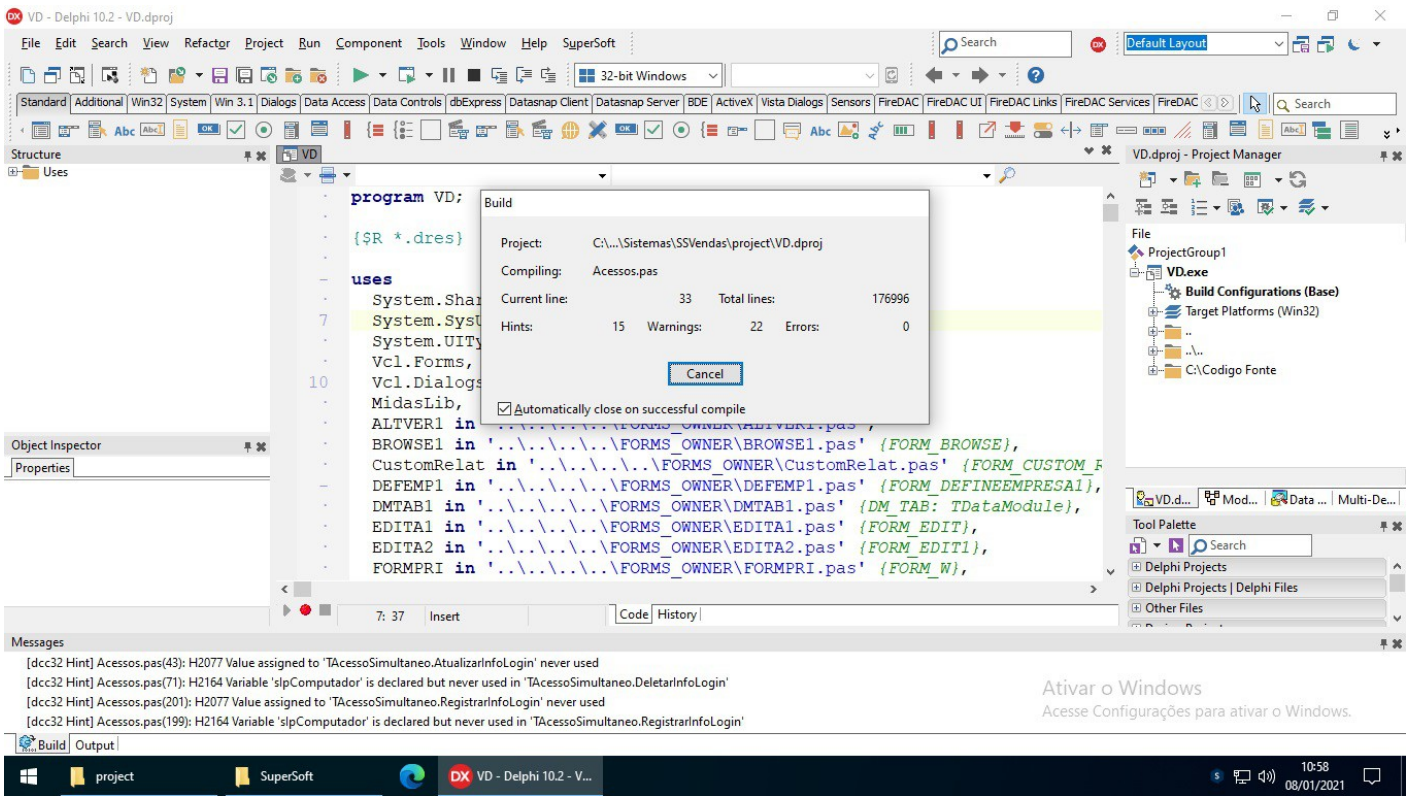 VD - Delphi 10.2 - VD.dproj
File Edit Search View Refactor Project Run Component Tools Window Help SuperSoft
Search
Default Layout
32-bit Windows
Standard Additional Win32 System Win 3.1 Dialogs Data Access Data Controls dbExpress Datasnap Client Datasnap Server BDE ActiveX Vista Dialogs Sensors FireDAC FireDAC UI FireDAC Links FireDAC Services FireDAC
Search
Structure
VD
VD.dproj - Project Manager
Uses
program VD;
{$R *.dres}
uses
System.Shar
7 System.SysU
System.UITy
Vcl.Forms,
10 Vcl.Dialogs
MidasLib,
ALTVER1 in '..\..\..\..\FORMS_OWNER\ALTVER1.pas',
BROWSE1 in '..\..\..\..\FORMS_OWNER\BROWSE1.pas' {FORM_BROWSE},
CustomRelat in '..\..\..\..\FORMS_OWNER\CustomRelat.pas' {FORM_CUSTOM_R
DEFEMP1 in '..\..\..\..\FORMS_OWNER\DEFEMP1.pas' {FORM_DEFINEEMPRESA1},
DMTAB1 in '..\..\..\..\FORMS_OWNER\DMTAB1.pas' {DM_TAB: TDataModule},
EDITA1 in '..\..\..\..\FORMS_OWNER\EDITA1.pas' {FORM_EDIT},
EDITA2 in '..\..\..\..\FORMS_OWNER\EDITA2.pas' {FORM_EDIT1},
FORMPRI in '..\..\..\..\FORMS_OWNER\FORMPRI.pas' {FORM_W},
Build
Project: C:\...\Sistemas\SSVendas\project\VD.dproj
Compiling: Acessos.pas
Current line: 33 Total lines: 176996
Hints: 15 Warnings: 22 Errors: 0
Cancel
Automatically close on successful compile
File
ProjectGroup1
VD.exe
Build Configurations (Base)
Target Platforms (Win32)
..
..\..
C:\Codigo Fonte
Object Inspector
Properties
VD.d... Mod... Data ... Multi-De...
Tool Palette
Search
Delphi Projects
Delphi Projects | Delphi Files
Other Files
7: 37 Insert
Code History
Messages
[dcc32 Hint] Acessos.pas(43): H2077 Value assigned to 'TAcessoSimultaneo.AtualizarInfoLogin' never used
[dcc32 Hint] Acessos.pas(71): H2164 Variable 'slpComputador' is declared but never used in 'TAcessoSimultaneo.DeletarInfoLogin'
[dcc32 Hint] Acessos.pas(201): H2077 Value assigned to 'TAcessoSimultaneo.RegistrarInfoLogin' never used
[dcc32 Hint] Acessos.pas(199): H2164 Variable 'slpComputador' is declared but never used in 'TAcessoSimultaneo.RegistrarInfoLogin'
Ativar o Windows
Acesse Configurações para ativar o Windows.
Build Output
project
SuperSoft
DX VD - Delphi 10.2 - V...
10:58
08/01/2021